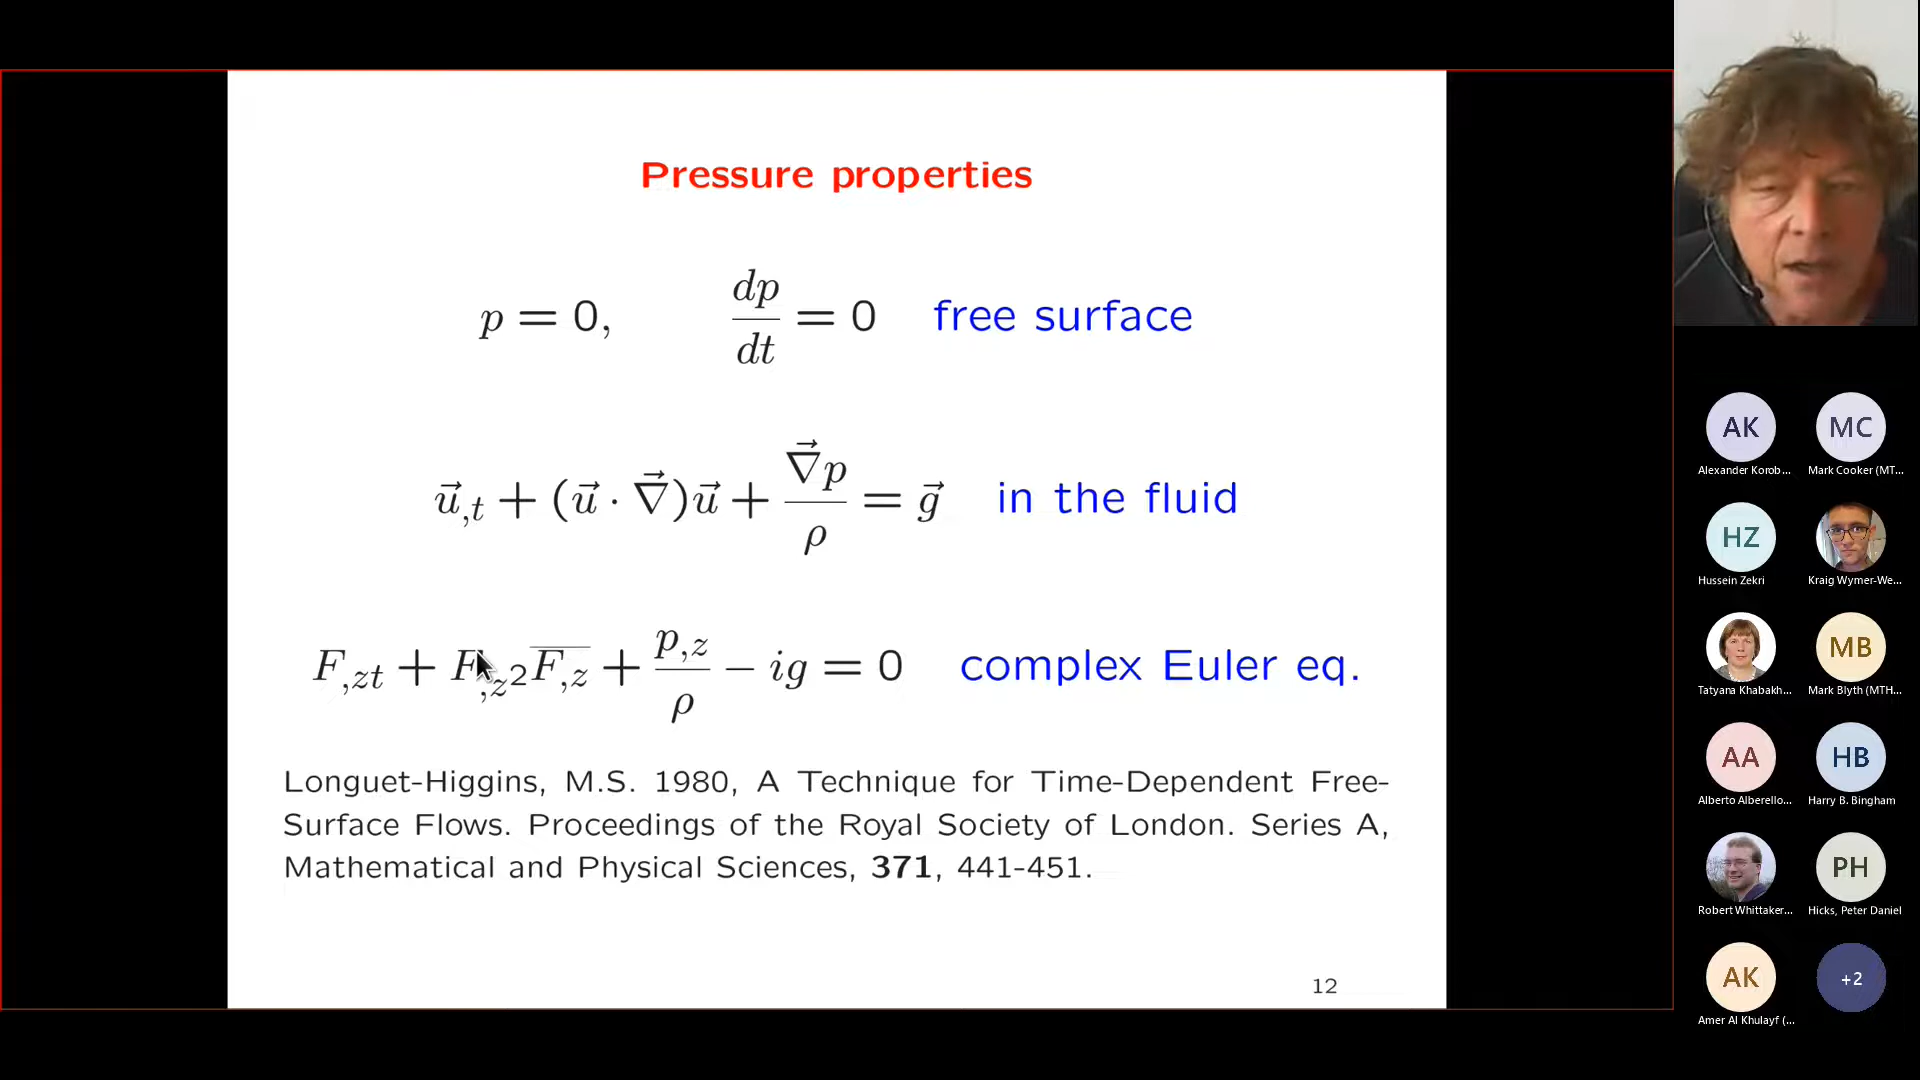 Pressure properties
p = 0, dp/dt = 0 free surface
u⃗,t + (u⃗ · ∇⃗)u⃗ + ∇⃗p/ρ = g⃗ in the fluid
F,zt + F,z2 F̅,z̅ + p,z/ρ − ig = 0 complex Euler eq.
Longuet-Higgins, M.S. 1980, A Technique for Time-Dependent Free-
Surface Flows. Proceedings of the Royal Society of London. Series A,
Mathematical and Physical Sciences, 371, 441-451.
12
AK MC
Alexander Korob... Mark Cooker (MT...
HZ
Hussein Zekri Kraig Wymer-We...
MB
Tatyana Khabakh... Mark Blyth (MTH...
AA HB
Alberto Alberello... Harry B. Bingham
PH
Robert Whittaker... Hicks, Peter Daniel
AK +2
Amer Al Khulayf (...